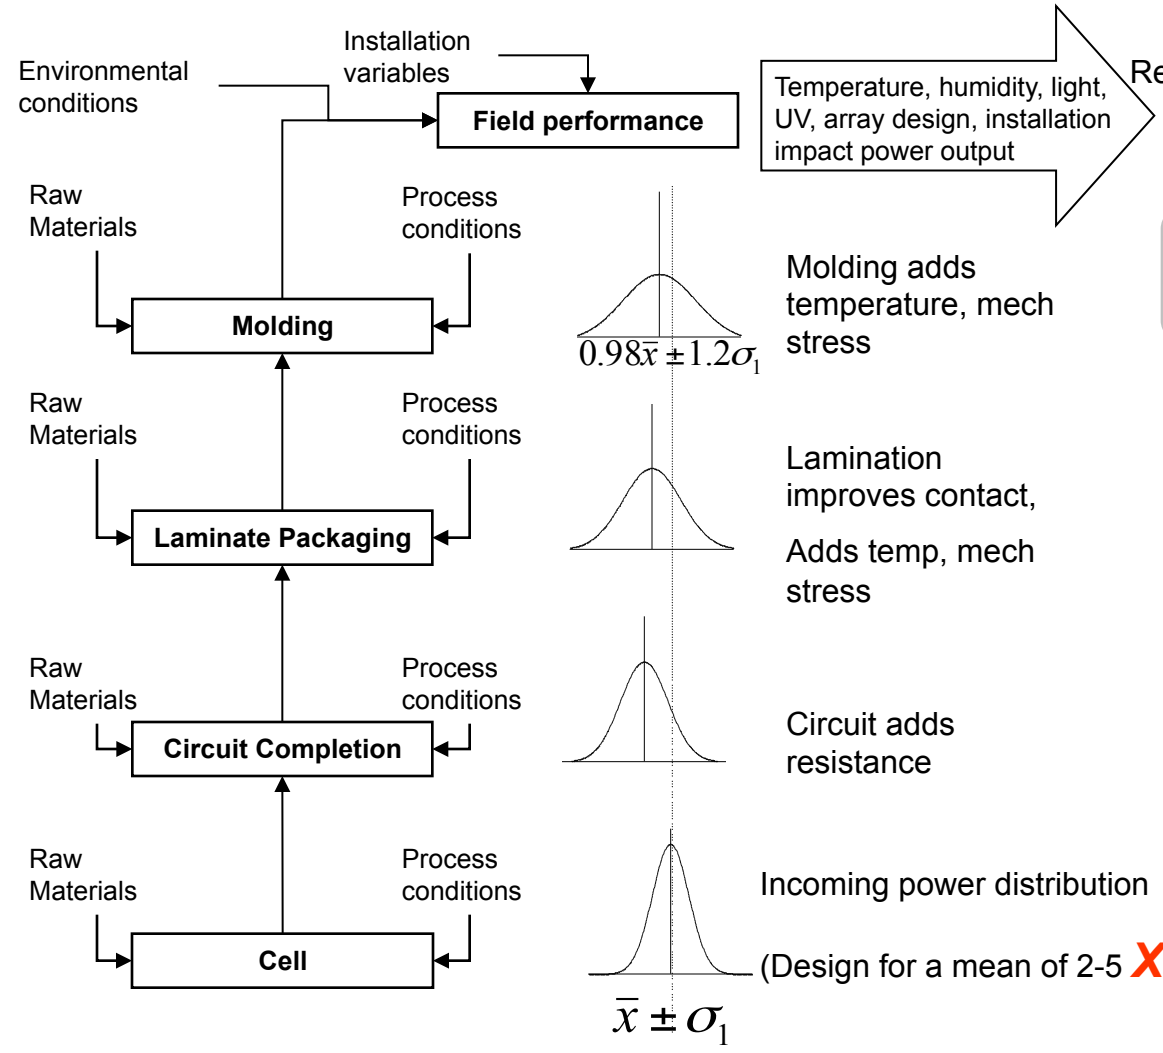 Installation
variables
Environmental
conditions
Field performance
Temperature, humidity, light,
UV, array design, installation
impact power output
Re
Raw
Materials
Process
conditions
Molding
0.98x̄ ± 1.2σ₁
Molding adds
temperature, mech
stress
Raw
Materials
Process
conditions
Laminate Packaging
Lamination
improves contact,
Adds temp, mech
stress
Raw
Materials
Process
conditions
Circuit Completion
Circuit adds
resistance
Raw
Materials
Process
conditions
Cell
Incoming power distribution
(Design for a mean of 2-5 X
x̄ ± σ₁